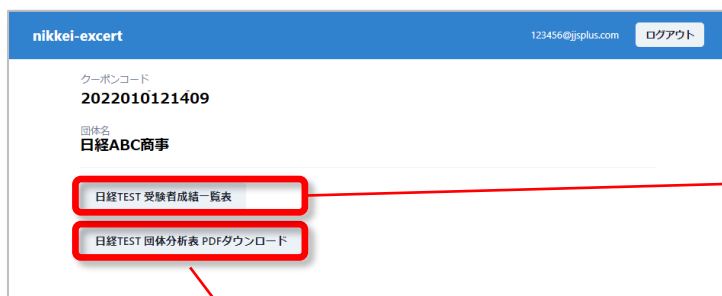 nikkei-excert
123456@jjsplus.com ログアウト
クーポンコード
2022010121409
団体名
日経ABC商事
日経TEST 受験者成績一覧表
日経TEST 団体分析表 PDFダウンロード